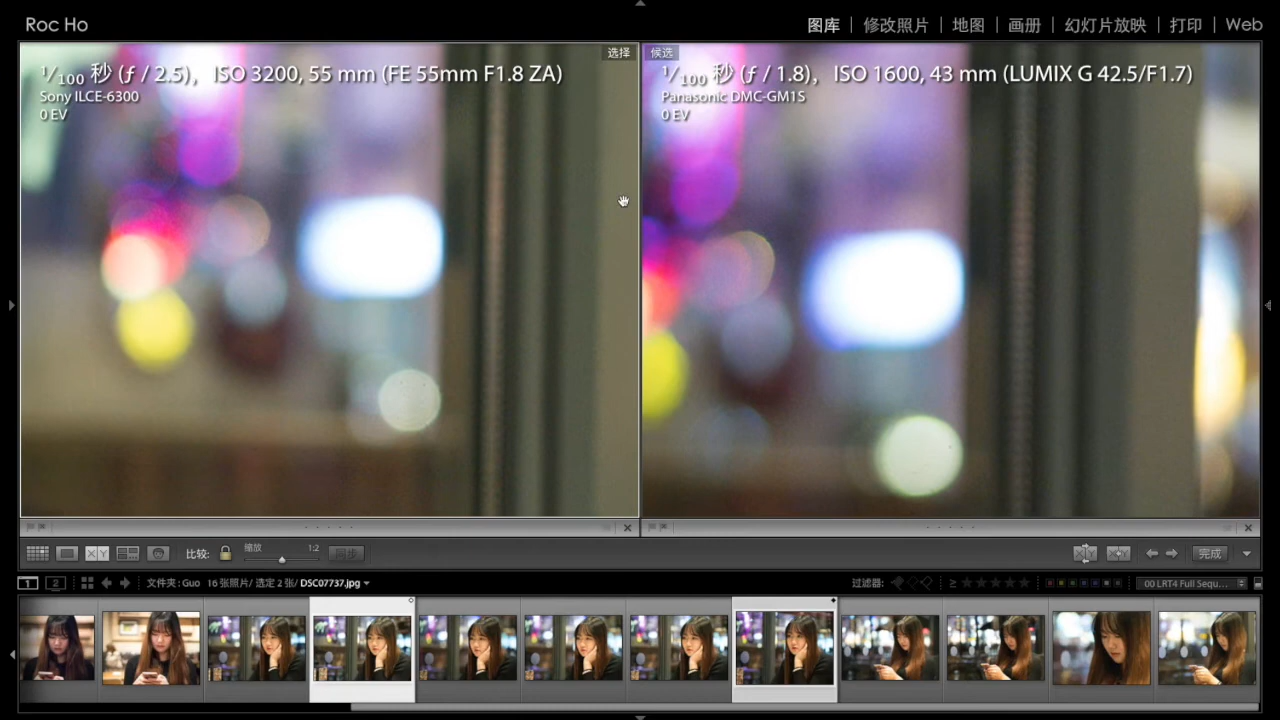 Roc Ho
图库 | 修改照片 | 地图 | 画册 | 幻灯片放映 | 打印 | Web
选择
1/100 秒 (ƒ / 2.5)， ISO 3200, 55 mm (FE 55mm F1.8 ZA)
Sony ILCE-6300
0 EV
候选
1/100 秒 (ƒ / 1.8)， ISO 1600, 43 mm (LUMIX G 42.5/F1.7)
Panasonic DMC-GM1S
0 EV
X Y
比较:
缩放
1:2
同步
完成
1
2
文件夹 : Guo
16 张照片/ 选定 2 张/ DSC07737.jpg
过滤器:
≥
00 LRT4 Full Sequ...